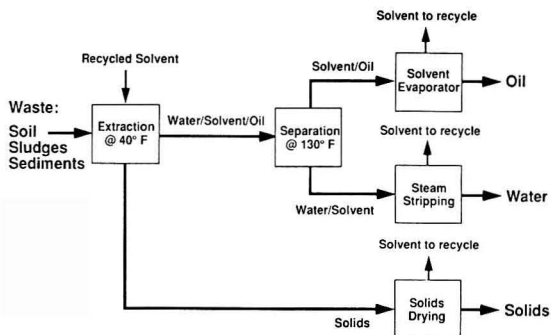 Solvent to recycle
Recycled Solvent
Solvent/Oil
Solvent
Evaporator
Oil
Waste:
Soil
Sludges
Sediments
Extraction
@ 40° F
Water/Solvent/Oil
Separation
@ 130° F
Solvent to recycle
Water/Solvent
Steam
Stripping
Water
Solvent to recycle
Solids
Solids
Drying
Solids